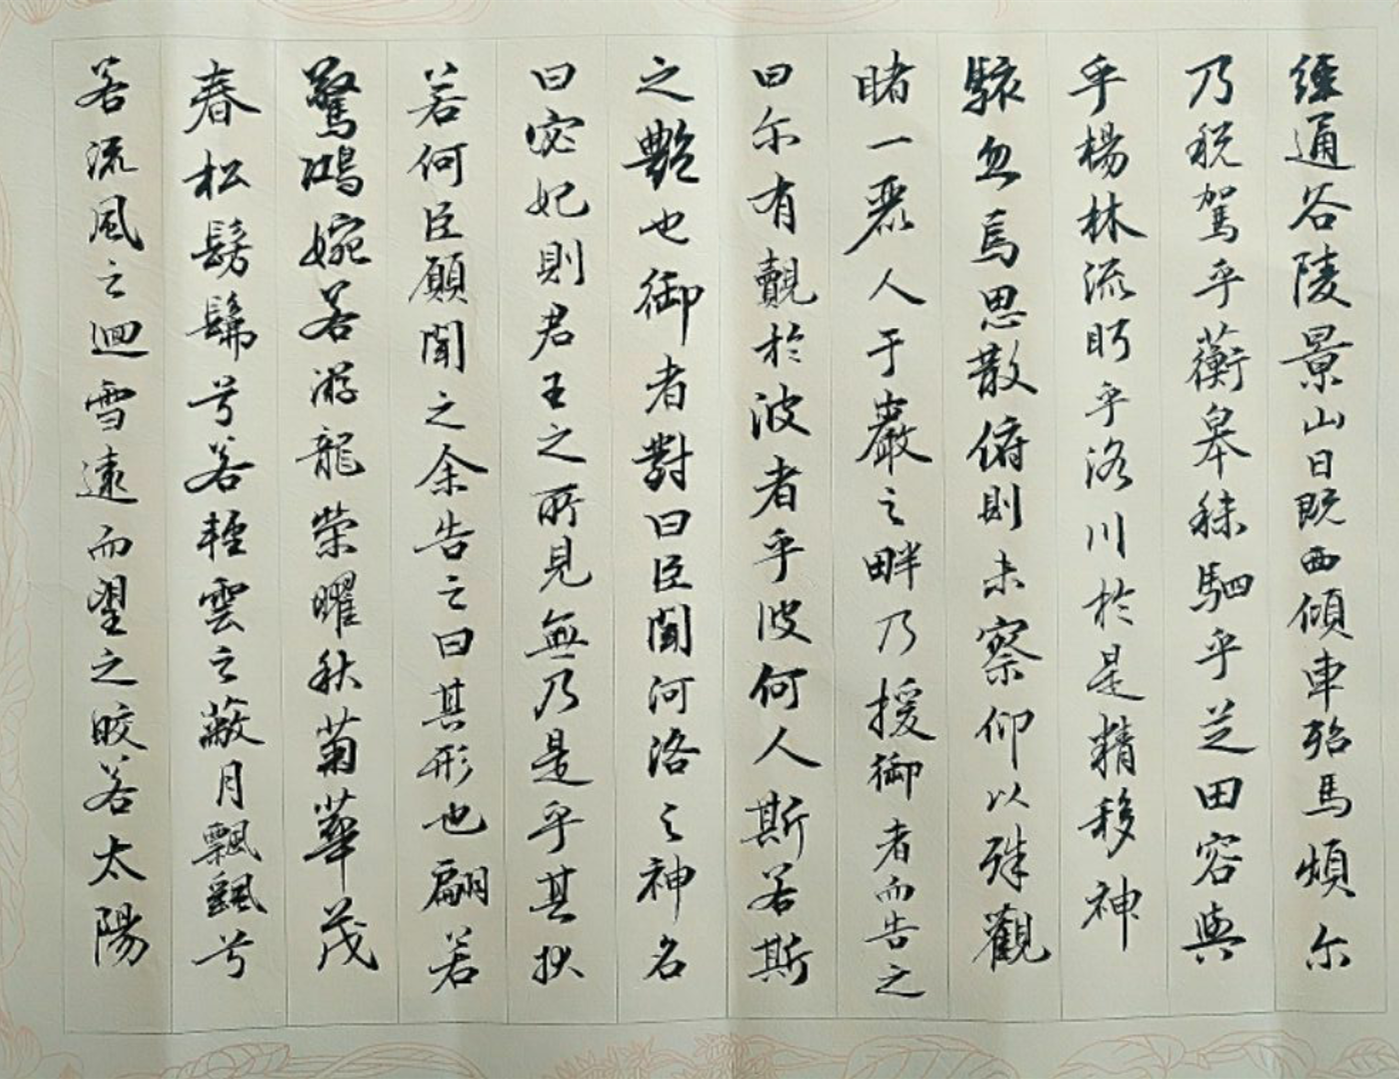 經通谷陵景山日既西傾車殆馬煩尔
乃税駕乎蘅皋秣駟乎芝田容與
乎楊林流眄乎洛川於是精移神
駭忽焉思散俯則未察仰以殊觀
睹一麗人于巖之畔乃援御者而告之
曰尔有覿於彼者乎彼何人斯若斯
之艷也御者對曰臣聞河洛之神名
曰宓妃則君王之所見無乃是乎其狀
若何臣願聞之余告之曰其形也翩若
驚鴻婉若游龍榮曜秋菊華茂
春松髣髴兮若輕雲之蔽月飄飖兮
若流風之迴雪遠而望之皎若太陽